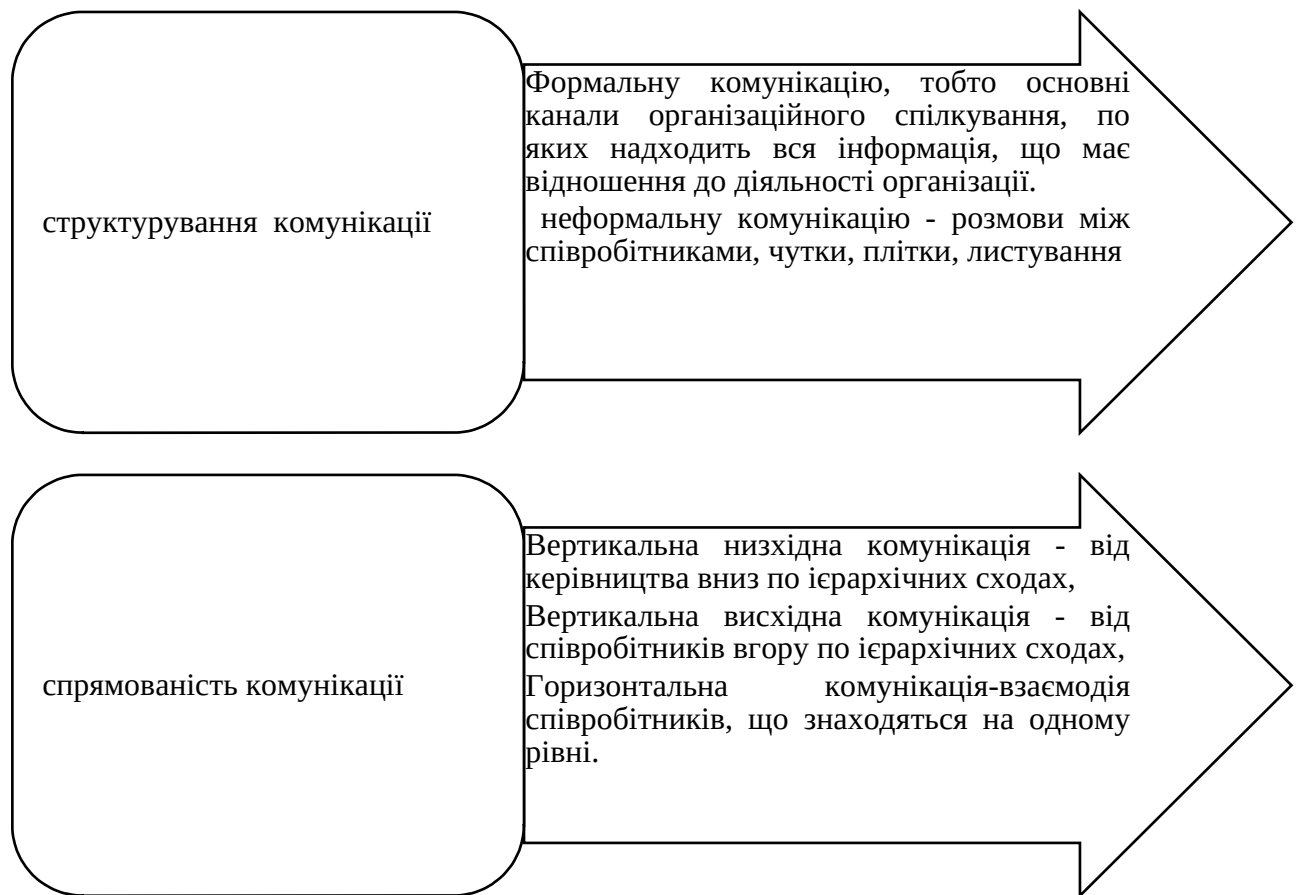 структурування комунікації
Формальну комунікацію, тобто основні
канали організаційного спілкування, по
яких надходить вся інформація, що має
відношення до діяльності організації.
неформальну комунікацію - розмови між
співробітниками, чутки, плітки, листування
спрямованість комунікації
Вертикальна низхідна комунікація - від
керівництва вниз по ієрархічних сходах,
Вертикальна висхідна комунікація - від
співробітників вгору по ієрархічних сходах,
Горизонтальна комунікація-взаємодія
співробітників, що знаходяться на одному
рівні.